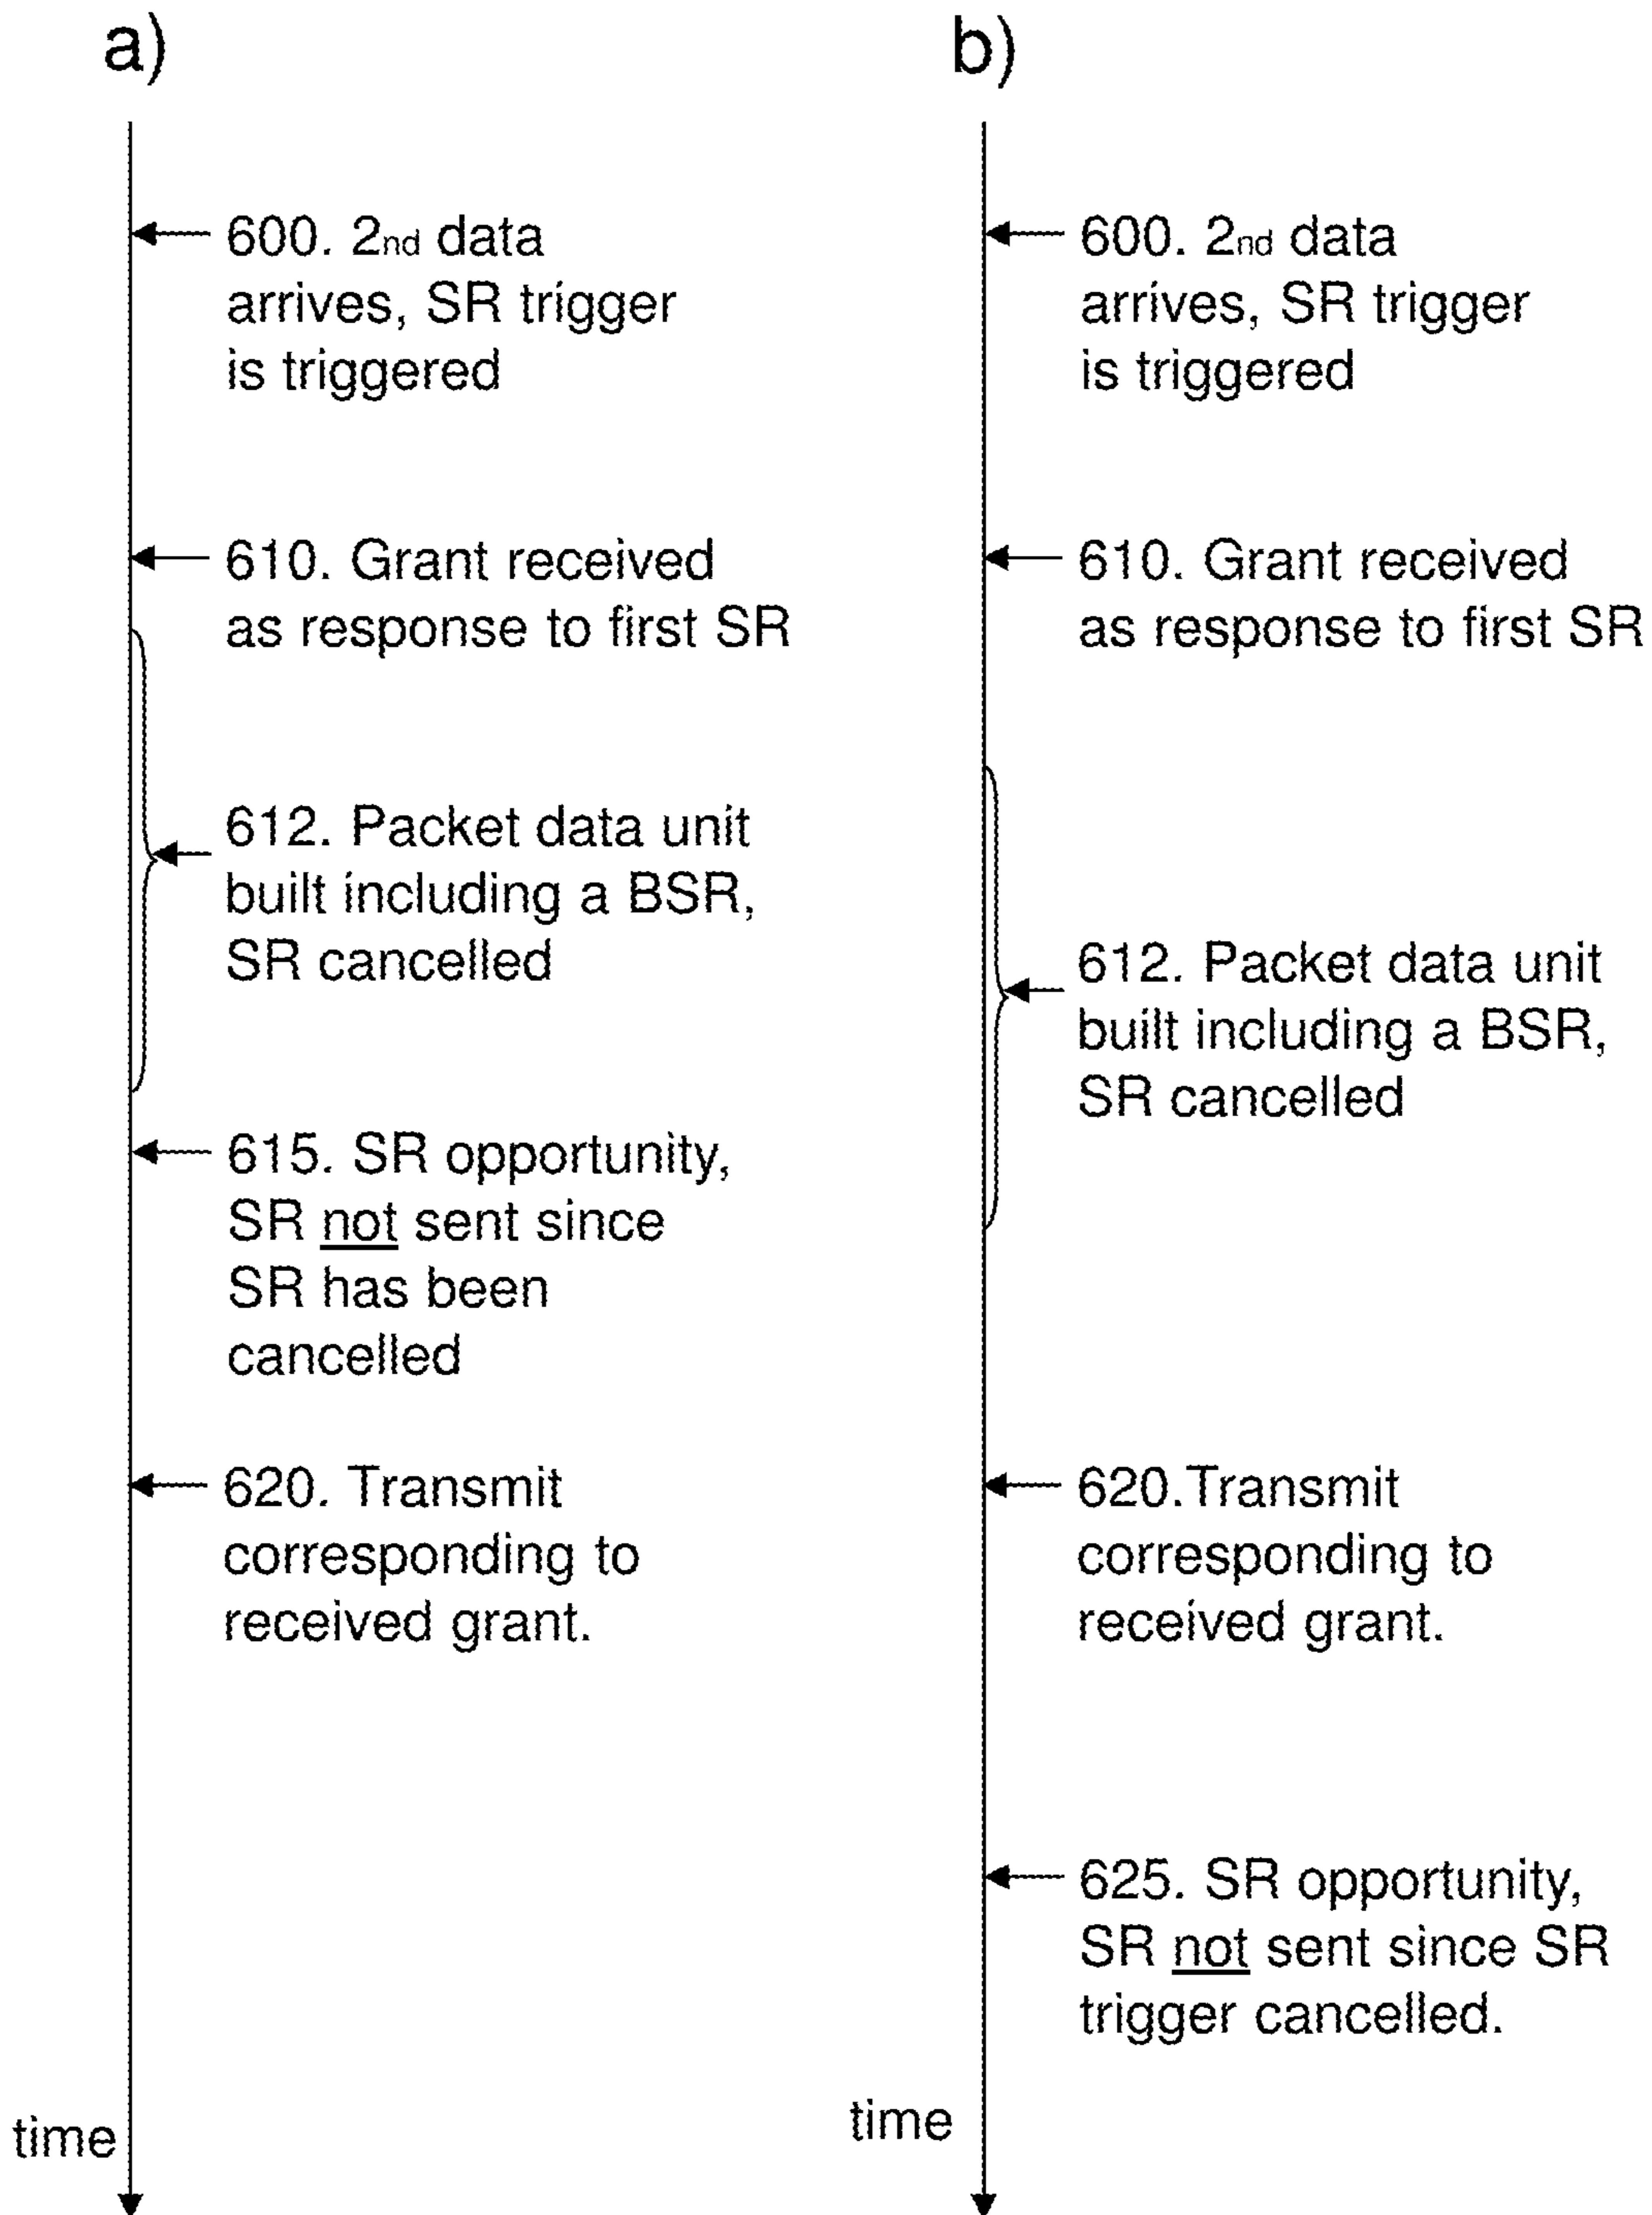 a)
600. 2nd data
arrives, SR trigger
is triggered
610. Grant received
as response to first SR
612. Packet data unit
built including a BSR,
SR cancelled
615. SR opportunity,
SR not sent since
SR has been
cancelled
620. Transmit
corresponding to
received grant.
time
b)
600. 2nd data
arrives, SR trigger
is triggered
610. Grant received
as response to first SR
612. Packet data unit
built including a BSR,
SR cancelled
620.Transmit
corresponding to
received grant.
625. SR opportunity,
SR not sent since SR
trigger cancelled.
time